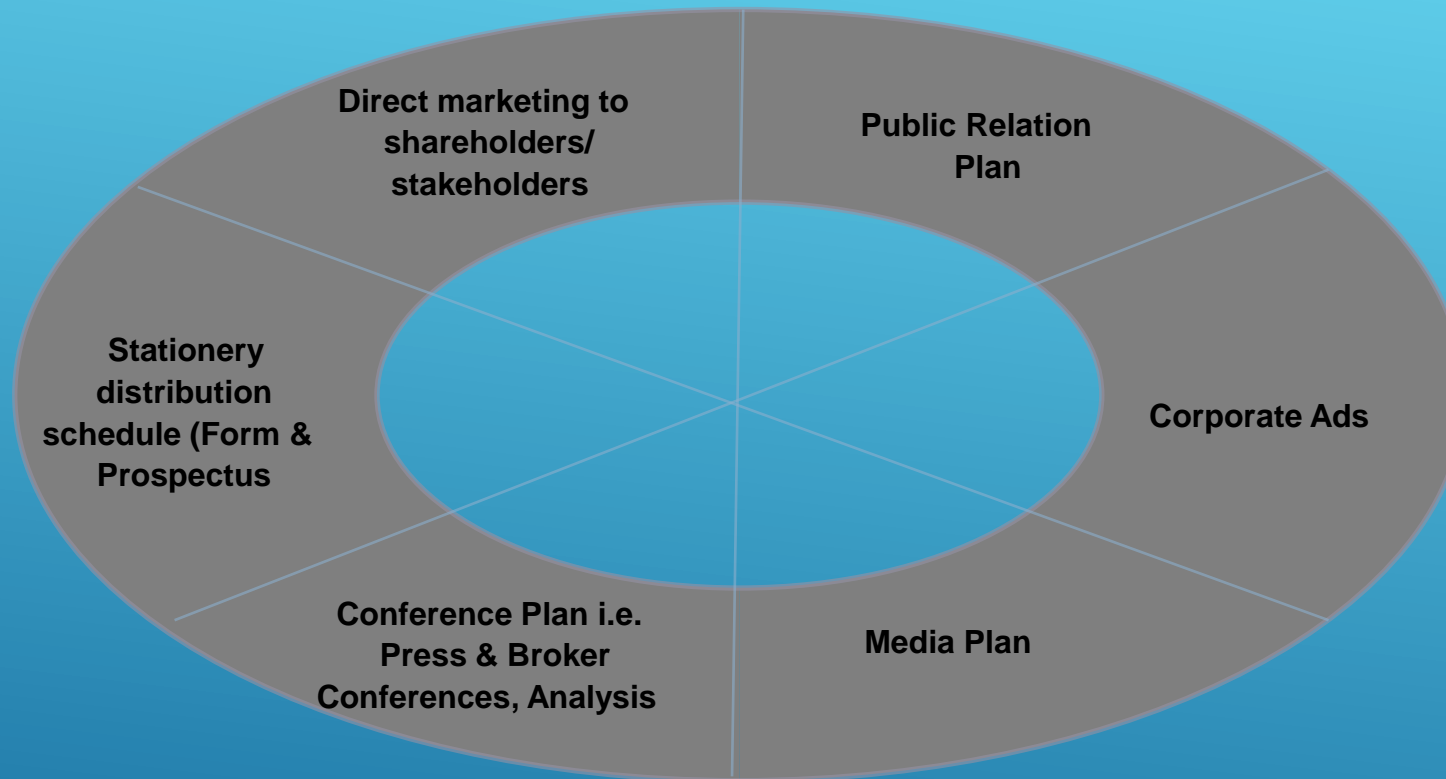 Direct marketing to
shareholders/
stakeholders
Public Relation
Plan
Stationery
distribution
schedule (Form &
Prospectus
Corporate Ads
Conference Plan i.e.
Press & Broker
Conferences, Analysis
Media Plan